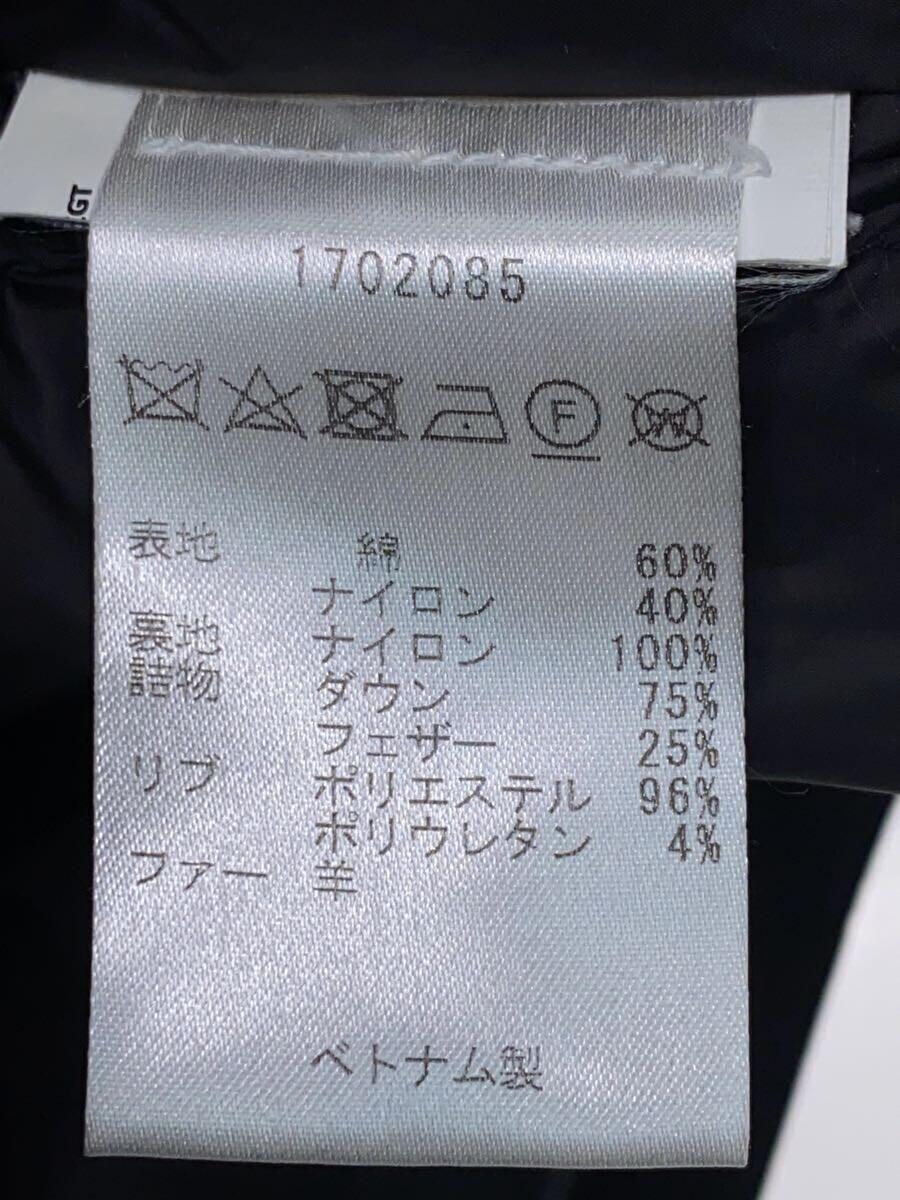 .GT
1702085
F
W
表地 綿 60%
ナイロン 40%
裏地 ナイロン 100%
詰物 ダウン 75%
フェザー 25%
リブ ポリエステル 96%
ポリウレタン 4%
ファー 羊
ベトナム製